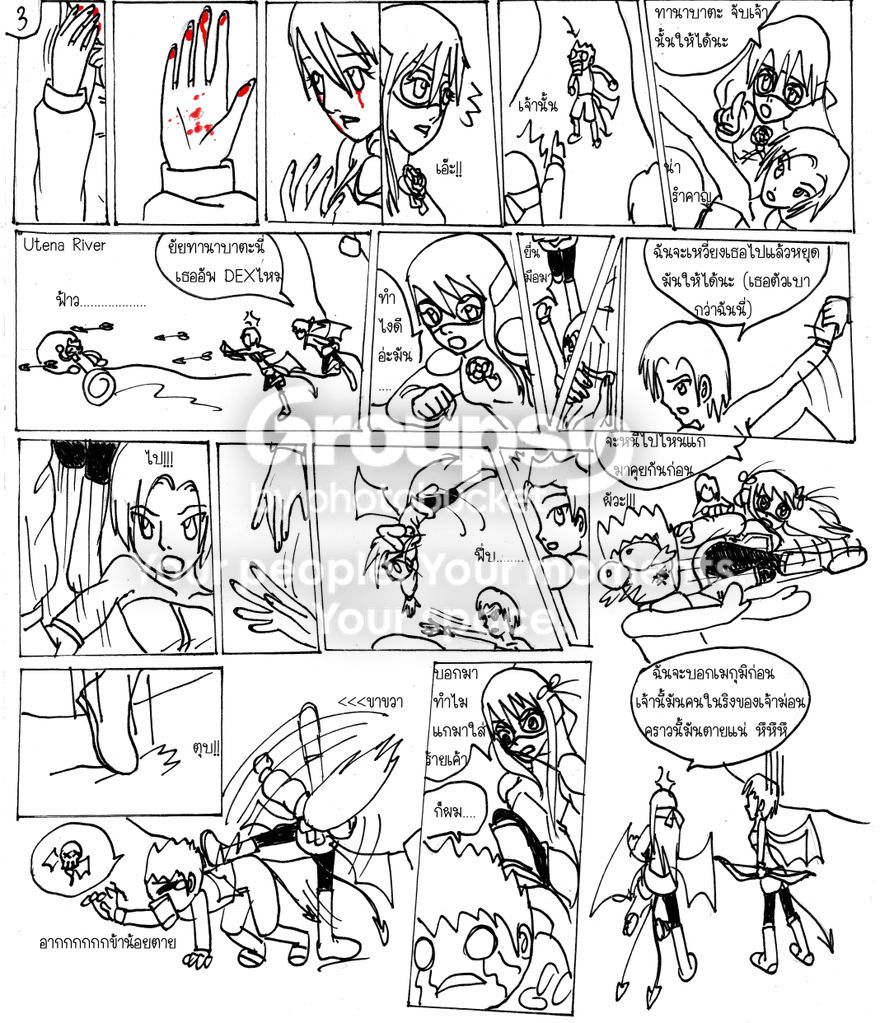 3
เอ๊ะ!!
เจ้านั้น
ทานาบาตะ จับเจ้า
นั้นให้ได้นะ
น่า
รำคาญ
Utena River
ฟ้าว...................
ยัยทานาบาตะนี่
เธออัพ DEXไหม
ทำ
ไงดี
อ่ะมัน
....
ยื่น
มือมา
ฉันจะเหวี่ยงเธอไปแล้วหยุด
มันให้ได้นะ (เธอตัวเบา
กว่าฉันนี่)
ไป!!!
พึ่บ........
จะหนีไปไหนแก
มาคุยกันก่อน
ผัวะ!!!
ตุบ!!
<<<ขาขวา
อากกกกกกข้าน้อยตาย
บอกมา
ทำไม
แกมาใส่
ร้ายเค้า
ก็ผม....
ฉันจะบอกเมกุมิก่อน
เจ้านี้มันคนในริงของเจ้าม่อน
คราวนี้มันตายแน่ หึหึหึ
Groupse
by photobucket
Your people. Your moments.
Your space.